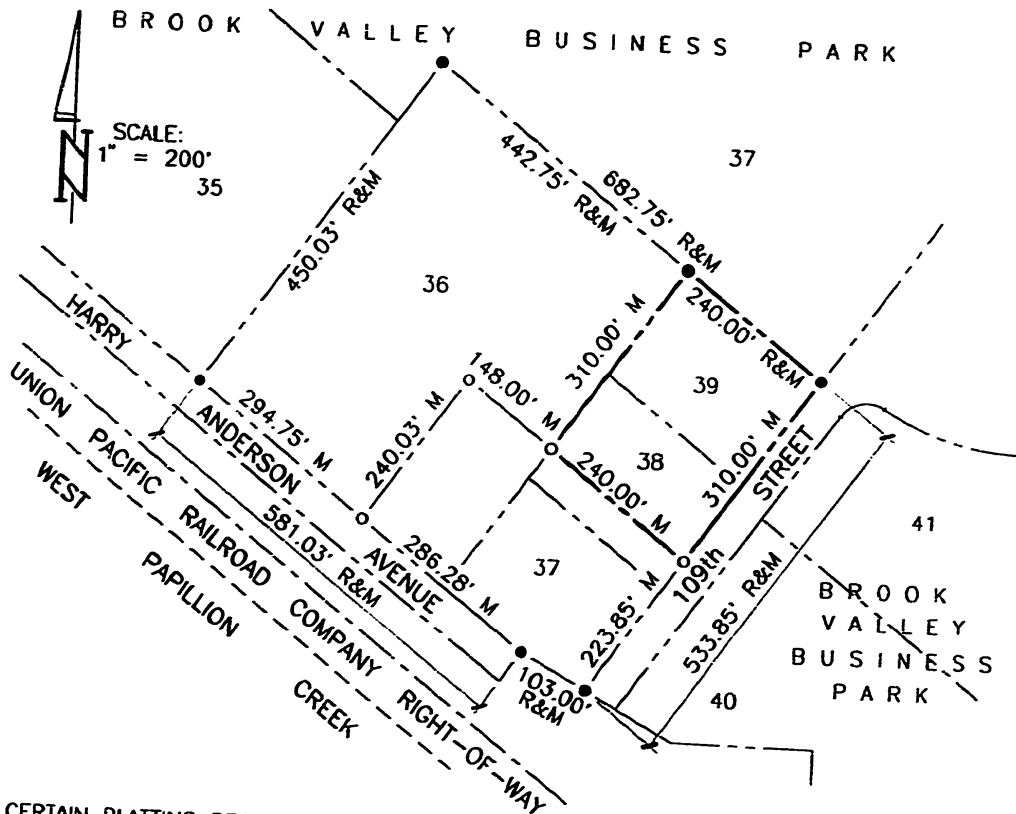 BROOK VALLEY BUSINESS PARK
SCALE:
1" = 200'
N
35
37
442.75' R&M
682.75' R&M
450.03' R&M
36
240.00' R&M
310.00' M
39
HARRY ANDERSON AVENUE
148.00' M
294.75' M
240.03' M
38
310.00' M
109th STREET
UNION PACIFIC RAILROAD COMPANY RIGHT-OF-WAY
240.00' M
WEST PAPILLION CREEK
581.03' R&M
286.28' M
37
41
223.85' M
533.85' R&M
BROOK
VALLEY
BUSINESS
PARK
103.00'
R&M
40
CERTAIN PLATTING